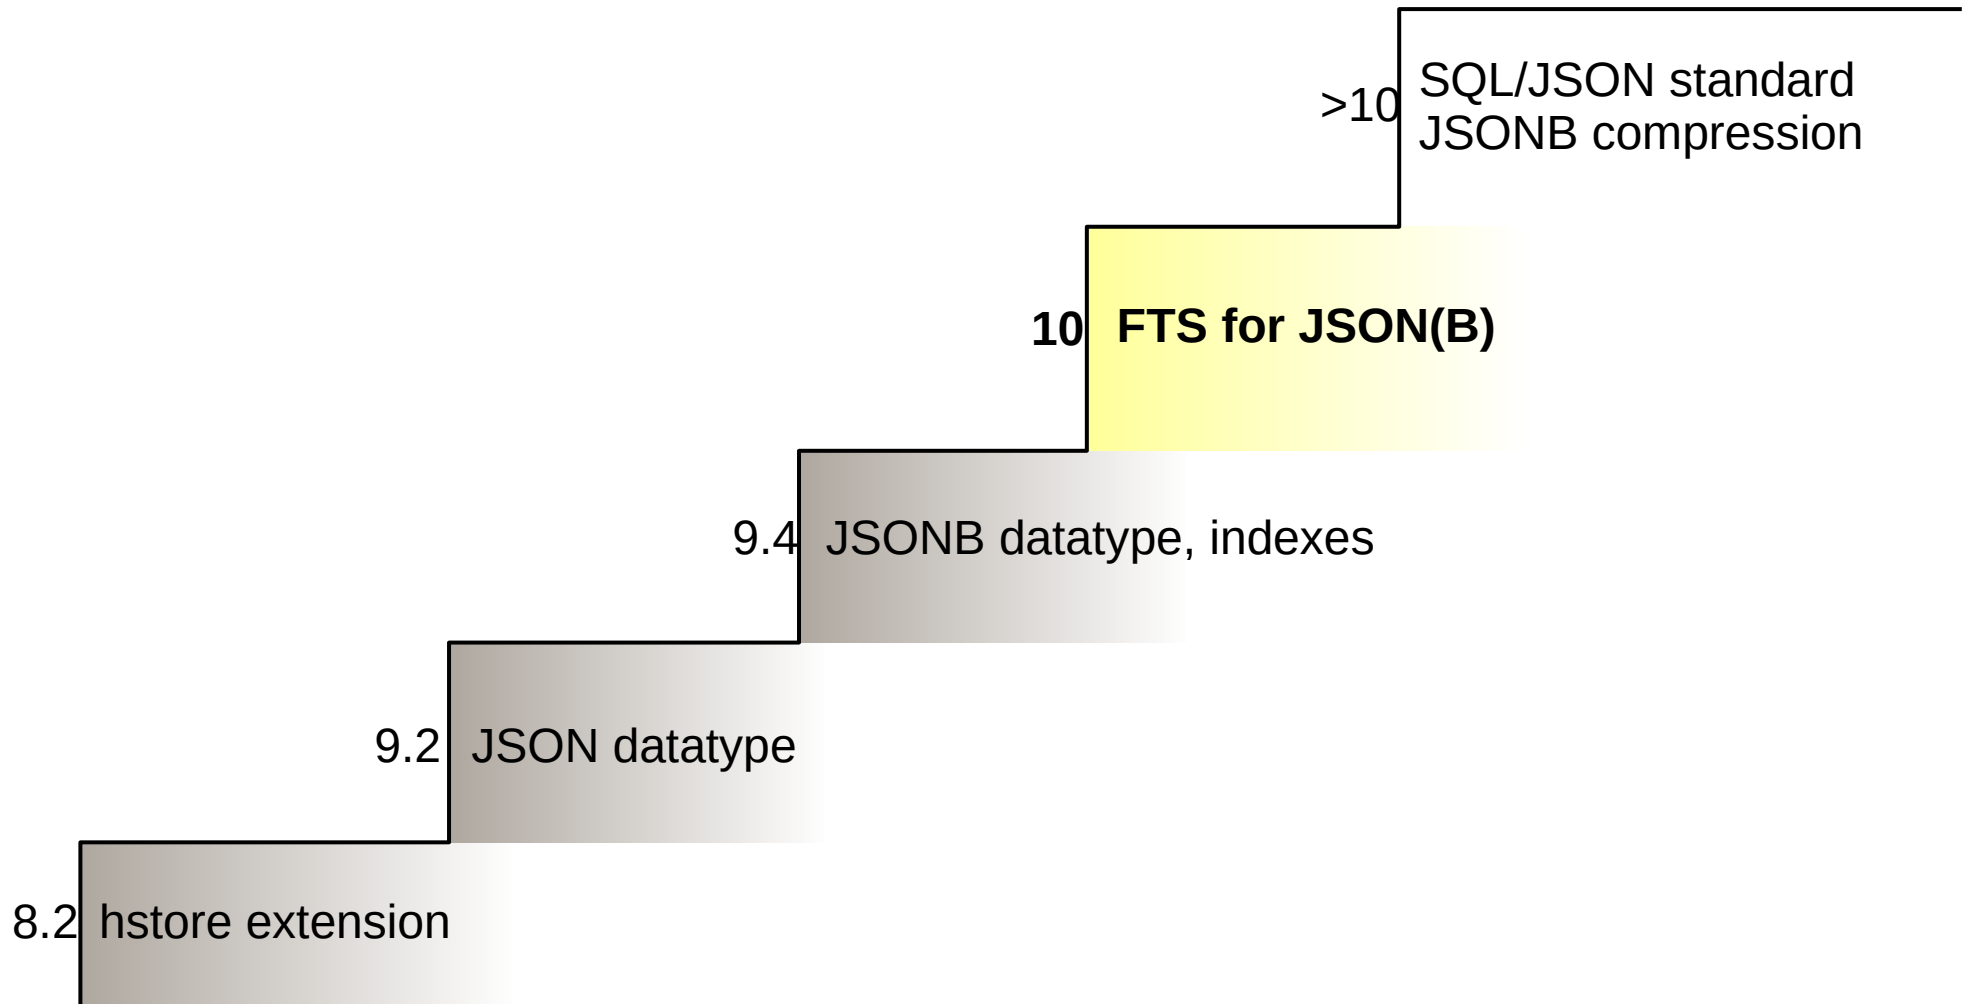 >10
SQL/JSON standard
JSONB compression
10
FTS for JSON(B)
9.4
JSONB datatype, indexes
9.2
JSON datatype
8.2
hstore extension